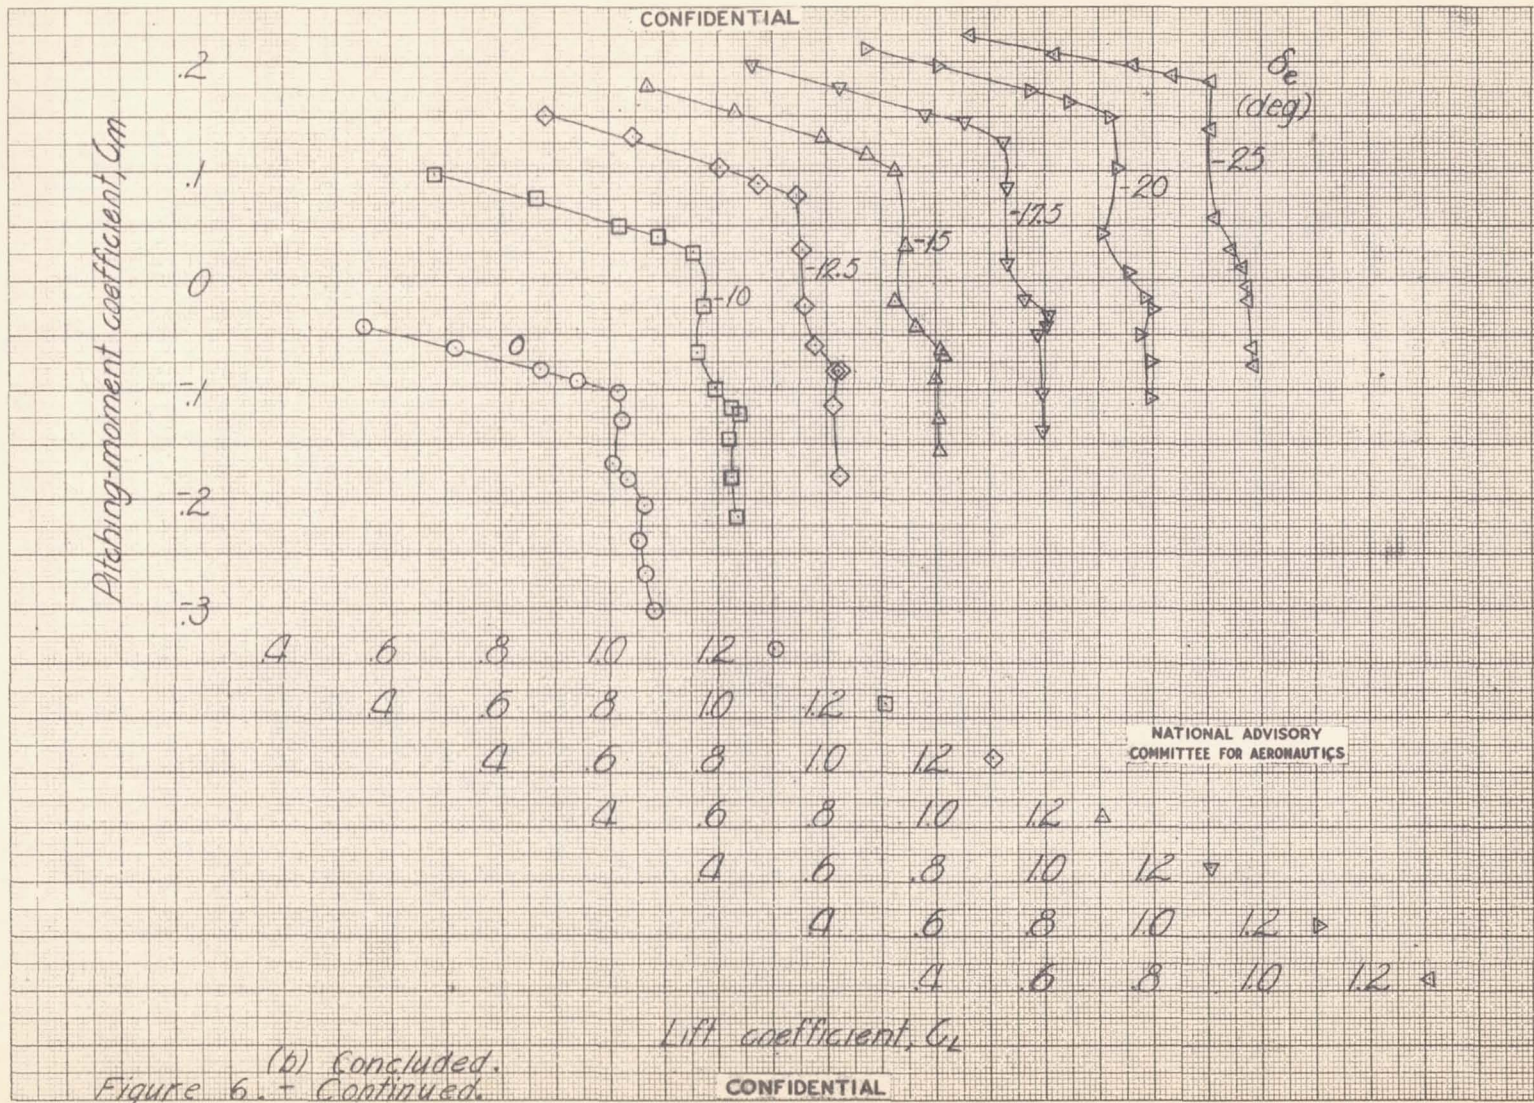 CONFIDENTIAL
δe
(deg)
.2
.1
0
-.1
-.2
-.3
Pitching-moment coefficient, Cm
0
-10
-12.5
-15
-17.5
-20
-25
.4 .6 .8 1.0 1.2
.4 .6 .8 1.0 1.2
.4 .6 .8 1.0 1.2
.4 .6 .8 1.0 1.2
.4 .6 .8 1.0 1.2
.4 .6 .8 1.0 1.2
.4 .6 .8 1.0 1.2
NATIONAL ADVISORY
COMMITTEE FOR AERONAUTICS
Lift coefficient, CL
(b) Concluded.
Figure 6.- Continued.
CONFIDENTIAL